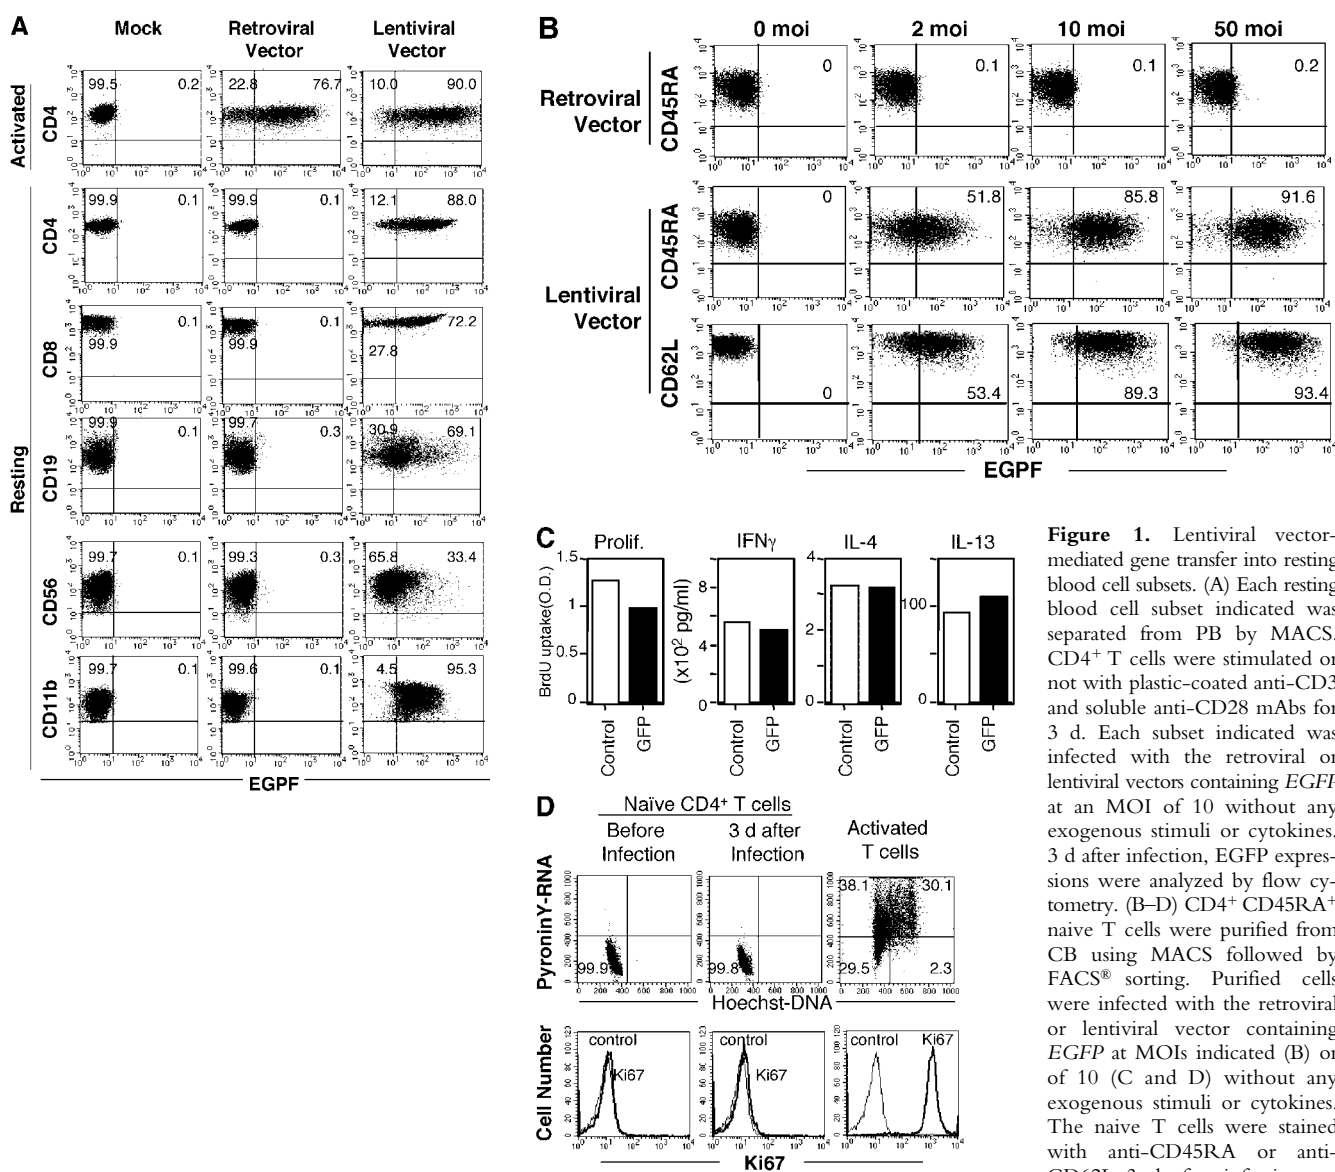 A
Mock
Retroviral
Vector
Lentiviral
Vector
Activated
CD4
99.5 0.2
22.8 76.7
10.0 90.0
Resting
CD4
99.9 0.1
99.9 0.1
12.1 88.0
CD8
0.1
99.9
0.1
99.9
72.2
27.8
CD19
99.9 0.1
99.7 0.3
30.9 69.1
CD56
99.7 0.1
99.3 0.3
65.8 33.4
CD11b
99.7 0.1
99.6 0.1
4.5 95.3
EGPF
B
0 moi
2 moi
10 moi
50 moi
Retroviral
Vector
CD45RA
0
0.1
0.1
0.2
Lentiviral
Vector
CD45RA
0
51.8
85.8
91.6
CD62L
0
53.4
89.3
93.4
EGPF
C
Prolif.
IFNγ
IL-4
IL-13
BrdU uptake(O.D.)
1.5
1
0.5
0
(x10² pg/ml)
8
4
0
4
2
0
100
0
Control
GFP
Control
GFP
Control
GFP
Control
GFP
D
Naïve CD4⁺ T cells
Before
Infection
3 d after
Infection
Activated
T cells
PyroninY-RNA
99.9
99.8
38.1 30.1
29.5 2.3
Hoechst-DNA
Cell Number
control
Ki67
control
Ki67
control Ki67
Ki67
Figure 1. Lentiviral vector-
mediated gene transfer into resting
blood cell subsets. (A) Each resting
blood cell subset indicated was
separated from PB by MACS.
CD4⁺ T cells were stimulated or
not with plastic-coated anti-CD3
and soluble anti-CD28 mAbs for
3 d. Each subset indicated was
infected with the retroviral or
lentiviral vectors containing EGFP
at an MOI of 10 without any
exogenous stimuli or cytokines.
3 d after infection, EGFP expres-
sions were analyzed by flow cy-
tometry. (B–D) CD4⁺ CD45RA⁺
naive T cells were purified from
CB using MACS followed by
FACS® sorting. Purified cells
were infected with the retroviral
or lentiviral vector containing
EGFP at MOIs indicated (B) or
of 10 (C and D) without any
exogenous stimuli or cytokines.
The naive T cells were stained
with anti-CD45RA or anti-